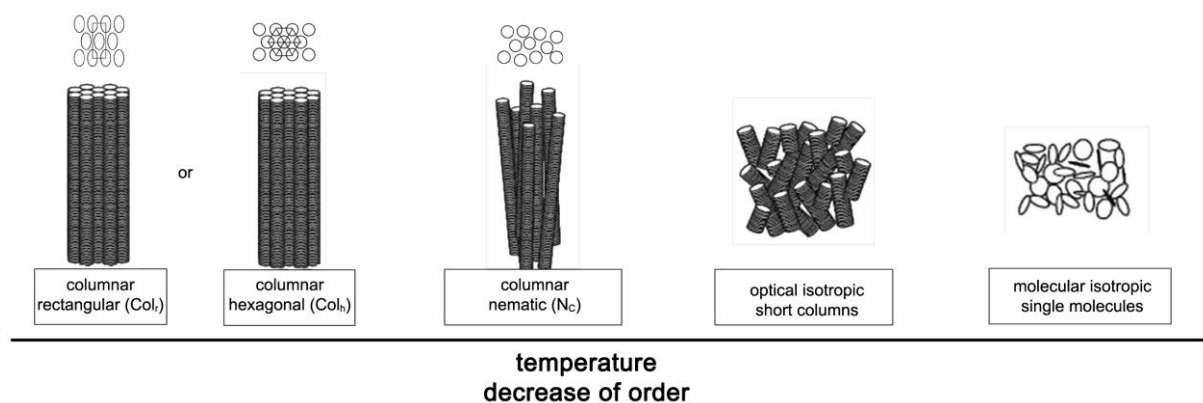 or
columnar
rectangular (Colr)
columnar
hexagonal (Colh)
columnar
nematic (NC)
optical isotropic
short columns
molecular isotropic
single molecules
temperature
decrease of order